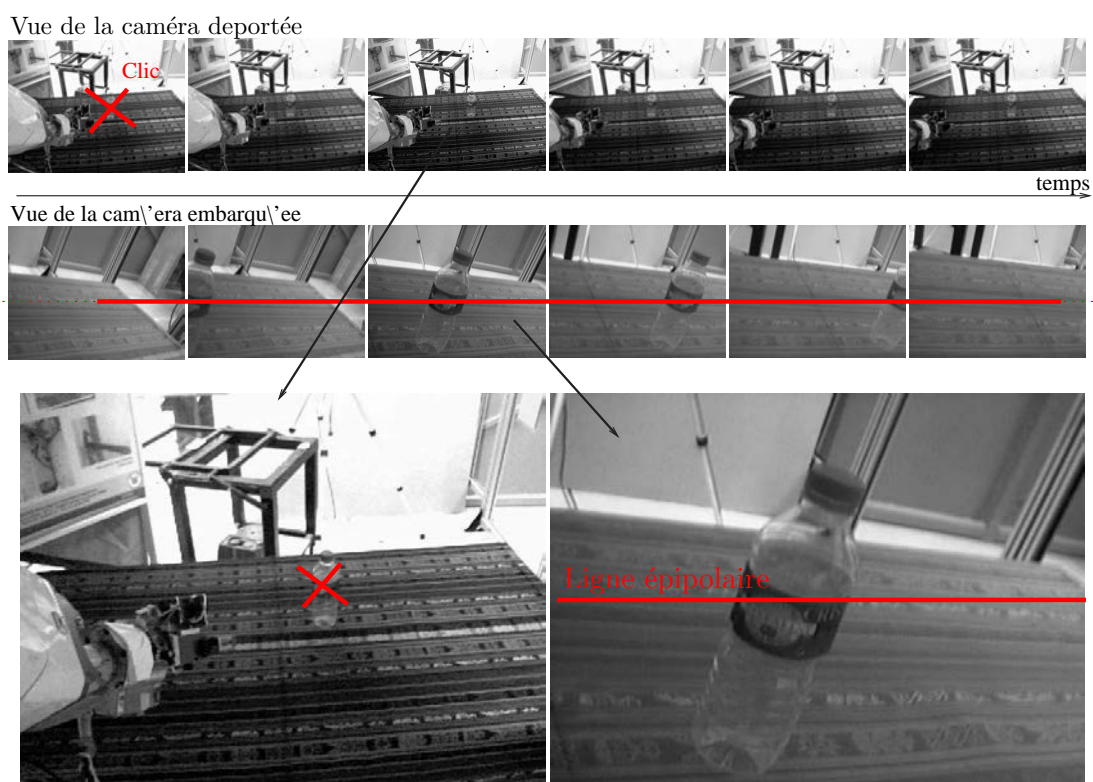 Vue de la caméra deportée
Clic
temps
Vue de la cam\'era embarqu\'ee
Ligne épipolaire